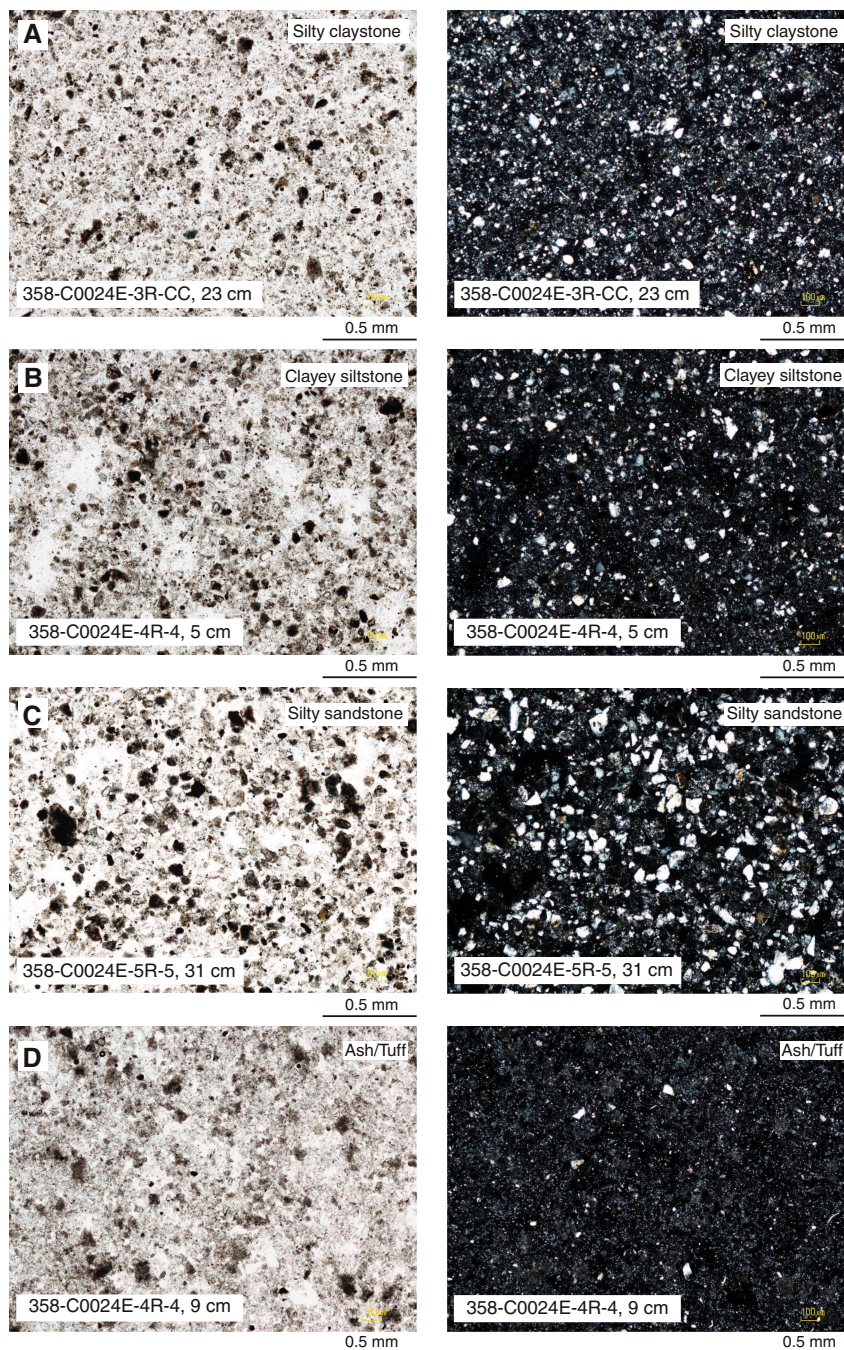 A
Silty claystone
Silty claystone
358-C0024E-3R-CC, 23 cm
358-C0024E-3R-CC, 23 cm
100 µm
0.5 mm
0.5 mm
B
Clayey siltstone
Clayey siltstone
358-C0024E-4R-4, 5 cm
358-C0024E-4R-4, 5 cm
100 µm
0.5 mm
0.5 mm
C
Silty sandstone
Silty sandstone
358-C0024E-5R-5, 31 cm
358-C0024E-5R-5, 31 cm
100 µm
0.5 mm
0.5 mm
D
Ash/Tuff
Ash/Tuff
358-C0024E-4R-4, 9 cm
358-C0024E-4R-4, 9 cm
100 µm
0.5 mm
0.5 mm